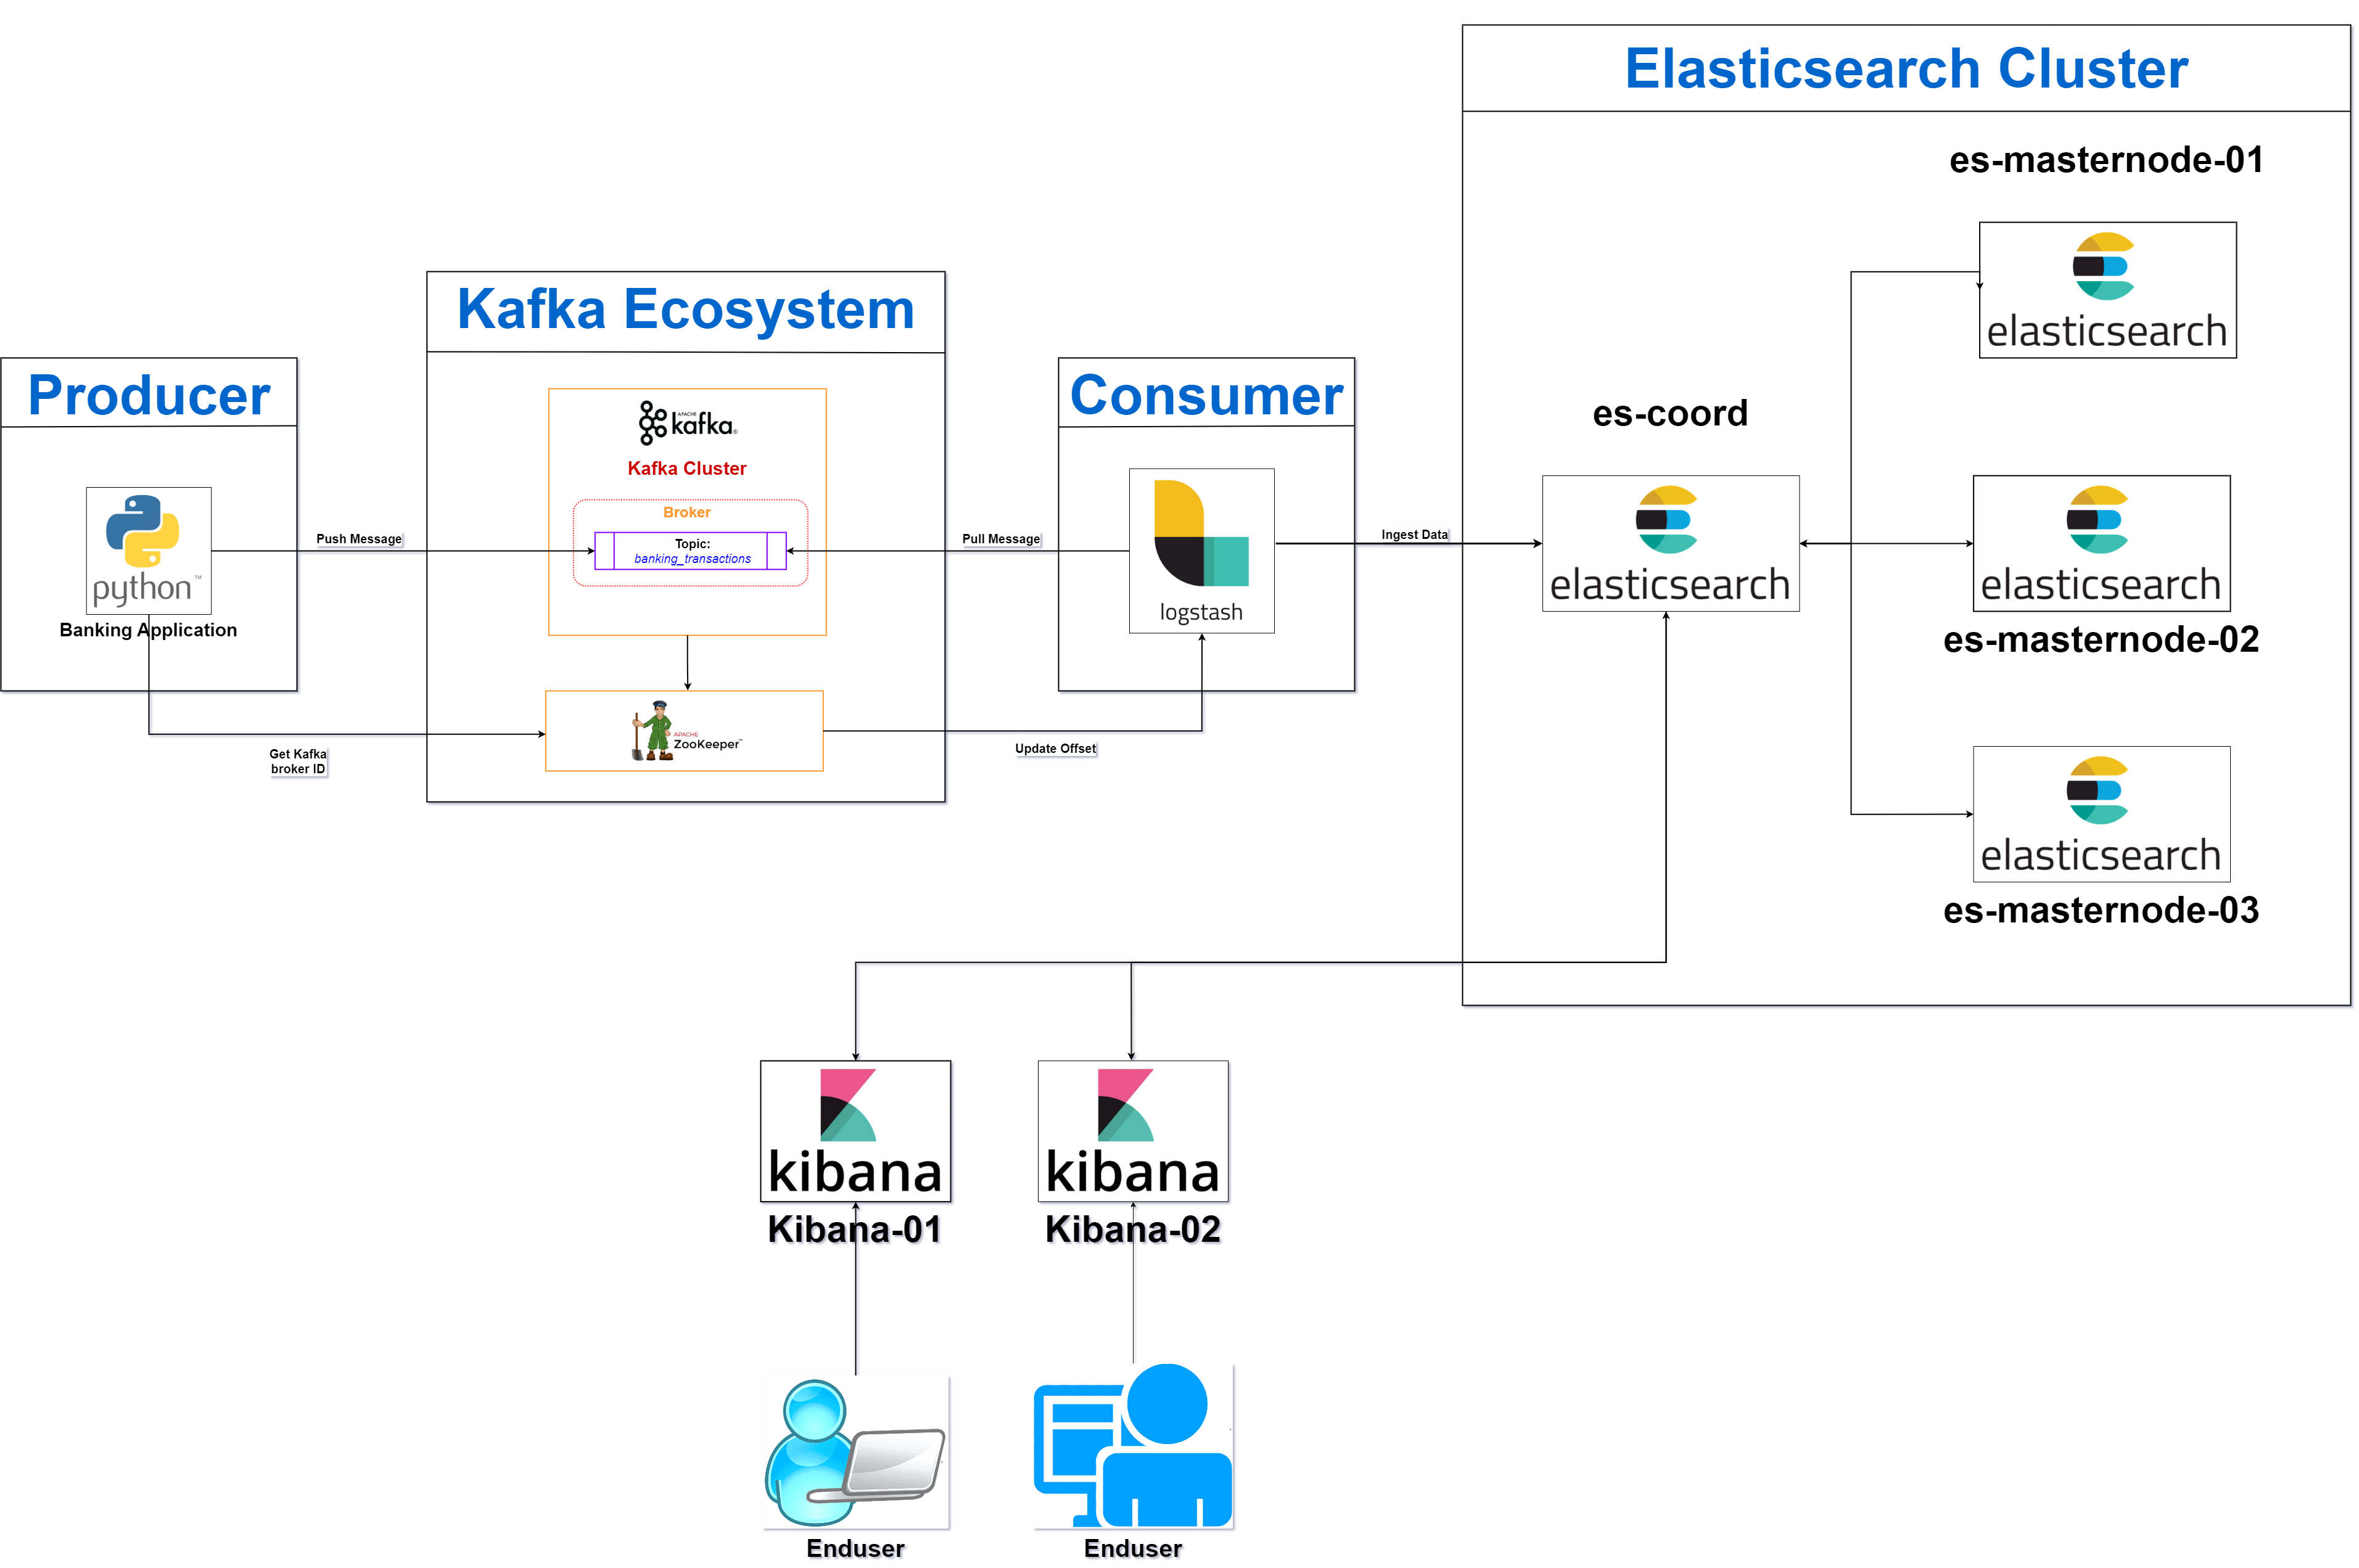 Elasticsearch Cluster
es-masternode-01
elasticsearch
Kafka Ecosystem
Producer
Consumer
APACHE
kafka®
Kafka Cluster
es-coord
Broker
python™
Banking Application
Push Message
Topic:
banking_transactions
Pull Message
logstash
Ingest Data
elasticsearch
elasticsearch
es-masternode-02
APACHE
ZooKeeper™
Get Kafka
broker ID
Update Offset
elasticsearch
es-masternode-03
kibana
Kibana-01
kibana
Kibana-02
Enduser
Enduser